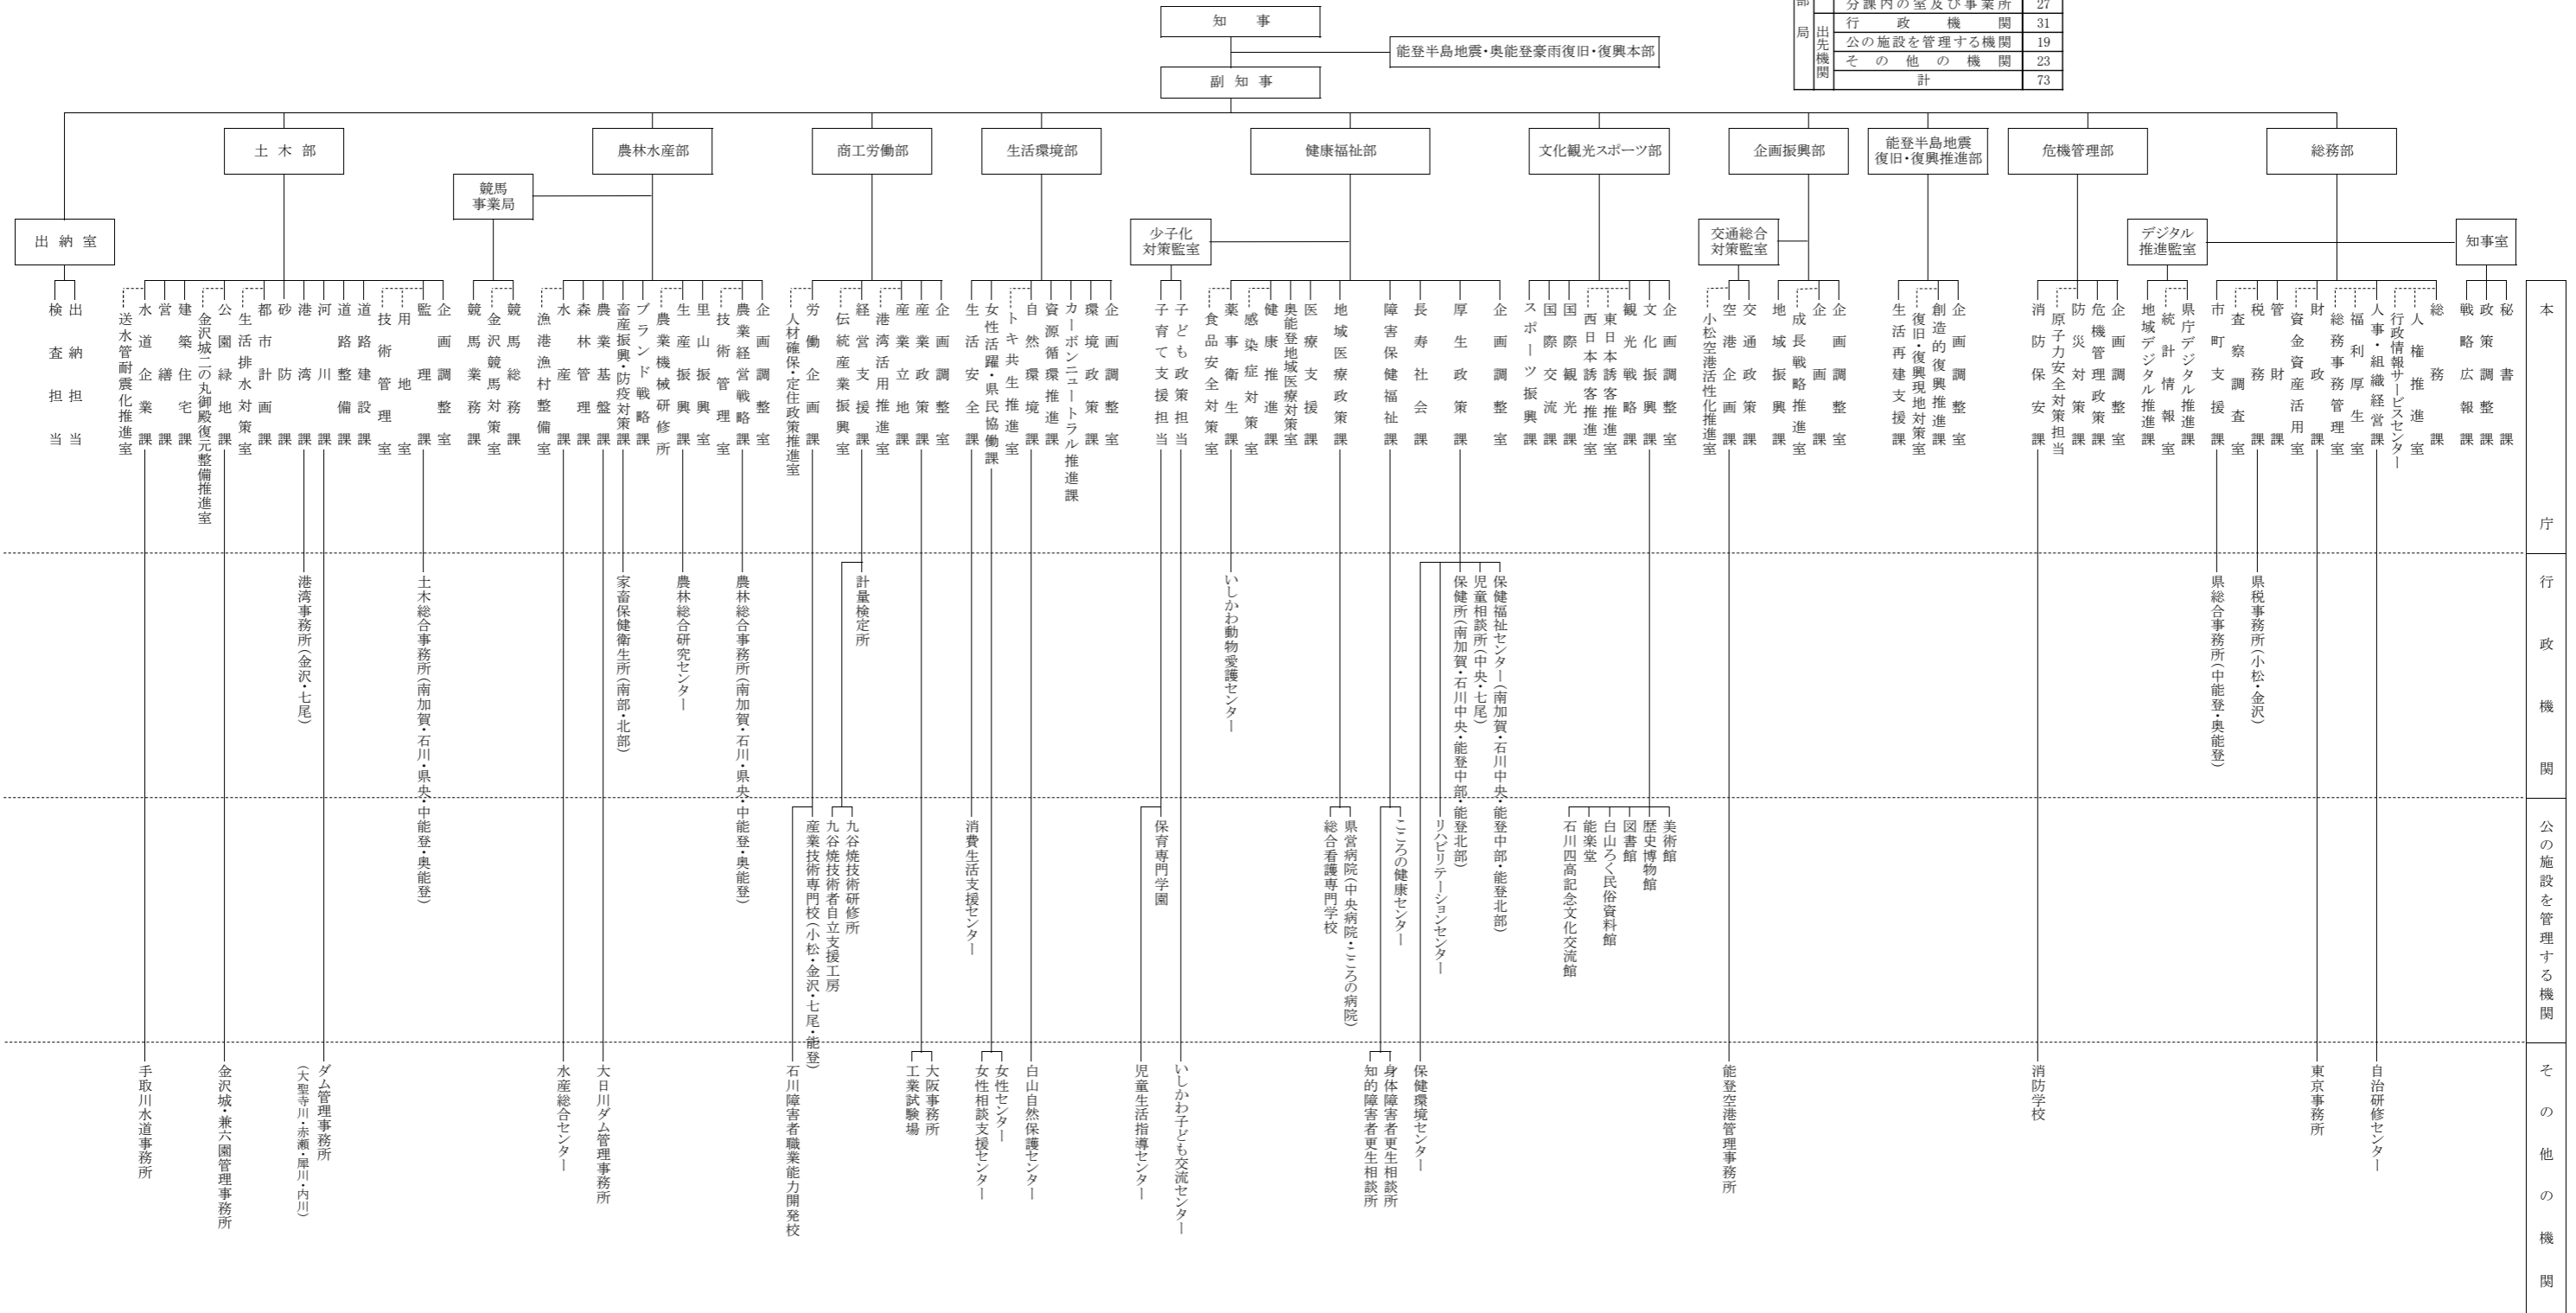 知事
能登半島地震・奥能登豪雨復旧・復興本部
副知事
部局
分課内の室及び事業所 27
出先機関
行政機関 31
公の施設を管理する機関 19
その他の機関 23
計 73
土木部
農林水産部
商工労働部
生活環境部
健康福祉部
文化観光スポーツ部
企画振興部
能登半島地震
復旧・復興推進部
危機管理部
総務部
競馬
事業局
出納室
少子化
対策監室
交通総合
対策監室
デジタル
推進監室
知事室
本庁
秘書課
政策調整課
戦略広報課
総務課
人権推進室
行政情報サービスセンター
人事・組織経営課
福利厚生室
総務事務管理室
財政課
資金資産活用室
管財課
税務課
査察調査室
市町支援課
県庁デジタル推進課
統計情報室
地域デジタル推進課
企画調整室
危機管理政策課
防災対策課
原子力安全対策担当
消防保安課
企画調整室
創造的復興推進課
復旧・復興現地対策室
生活再建支援課
企画調整室
企画課
成長戦略推進室
地域振興課
交通政策課
空港企画課
小松空港活性化推進室
企画調整室
文化振興課
観光戦略課
東日本誘客推進室
西日本誘客推進室
国際観光課
国際交流課
スポーツ振興課
企画調整室
厚生政策課
長寿社会課
障害保健福祉課
地域医療政策課
医療支援課
奥能登地域医療対策室
健康推進課
感染症対策室
薬事衛生課
食品安全対策室
子ども政策担当
子育て支援担当
企画調整室
環境政策課
カーボンニュートラル推進課
資源循環推進課
自然環境課
トキ共生推進室
女性活躍・県民協働課
生活安全課
企画調整室
産業政策課
産業立地課
港湾活用推進室
経営支援課
伝統産業振興室
労働企画課
人材確保・定住政策推進室
企画調整室
農業経営戦略課
技術管理室
里山振興室
生産振興課
農業機械研修所
ブランド戦略課
畜産振興・防疫対策課
農業基盤課
森林管理課
水産課
漁港漁村整備室
競馬総務課
金沢競馬対策室
競馬業務課
企画調整室
監理課
用地室
技術管理室
道路建設課
道路整備課
河川課
港湾課
砂防課
都市計画課
生活排水対策室
公園緑地課
金沢城二の丸御殿復元整備推進室
建築住宅課
営繕課
水道企業課
送水管耐震化推進室
出納担当
検査担当
行政機関
県税事務所(小松・金沢)
県総合事務所(中能登・奥能登)
保健福祉センター(南加賀・石川中央・能登中部・能登北部)
児童相談所(中央・七尾)
保健所(南加賀・石川中央・能登中部・能登北部)
いしかわ動物愛護センター
計量検定所
農林総合事務所(南加賀・石川・県央・中能登・奥能登)
農林総合研究センター
家畜保健衛生所(南部・北部)
土木総合事務所(南加賀・石川・県央・中能登・奥能登)
港湾事務所(金沢・七尾)
公の施設を管理する機関
美術館
歴史博物館
図書館
白山ろく民俗資料館
能楽堂
石川四高記念文化交流館
リハビリテーションセンター
こころの健康センター
県営病院(中央病院・こころの病院)
総合看護専門学校
保育専門学園
消費生活支援センター
九谷焼技術研修所
九谷焼技術者自立支援工房
産業技術専門校(小松・金沢・七尾・能登)
その他の機関
自治研修センター
東京事務所
消防学校
能登空港管理事務所
保健環境センター
身体障害者更生相談所
知的障害者更生相談所
いしかわ子ども交流センター
児童生活指導センター
白山自然保護センター
女性センター
女性相談支援センター
大阪事務所
工業試験場
石川障害者職業能力開発校
大日川ダム管理事務所
水産総合センター
ダム管理事務所
(大聖寺川・赤瀬・犀川・内川)
金沢城・兼六園管理事務所
手取川水道事務所